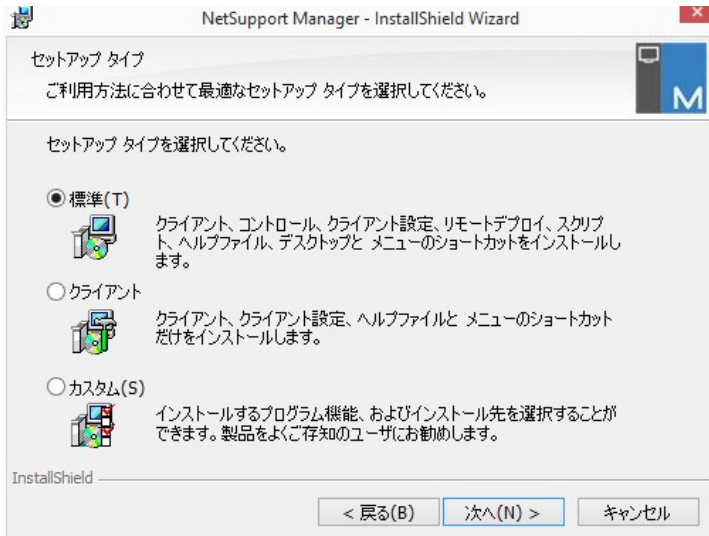 NetSupport Manager - InstallShield Wizard
セットアップ タイプ
ご利用方法に合わせて最適なセットアップ タイプを選択してください。
M
セットアップ タイプを選択してください。
標準(T)
クライアント、コントロール、クライアント設定、リモートデプロイ、スクリプ
ト、ヘルプファイル、デスクトップと メニューのショートカットをインストールし
ます。
クライアント
クライアント、クライアント設定、ヘルプファイルと メニューのショートカット
だけをインストールします。
カスタム(S)
インストールするプログラム機能、およびインストール先を選択することが
できます。製品をよくご存知のユーザにお勧めします。
InstallShield
< 戻る(B) 次へ(N) > キャンセル